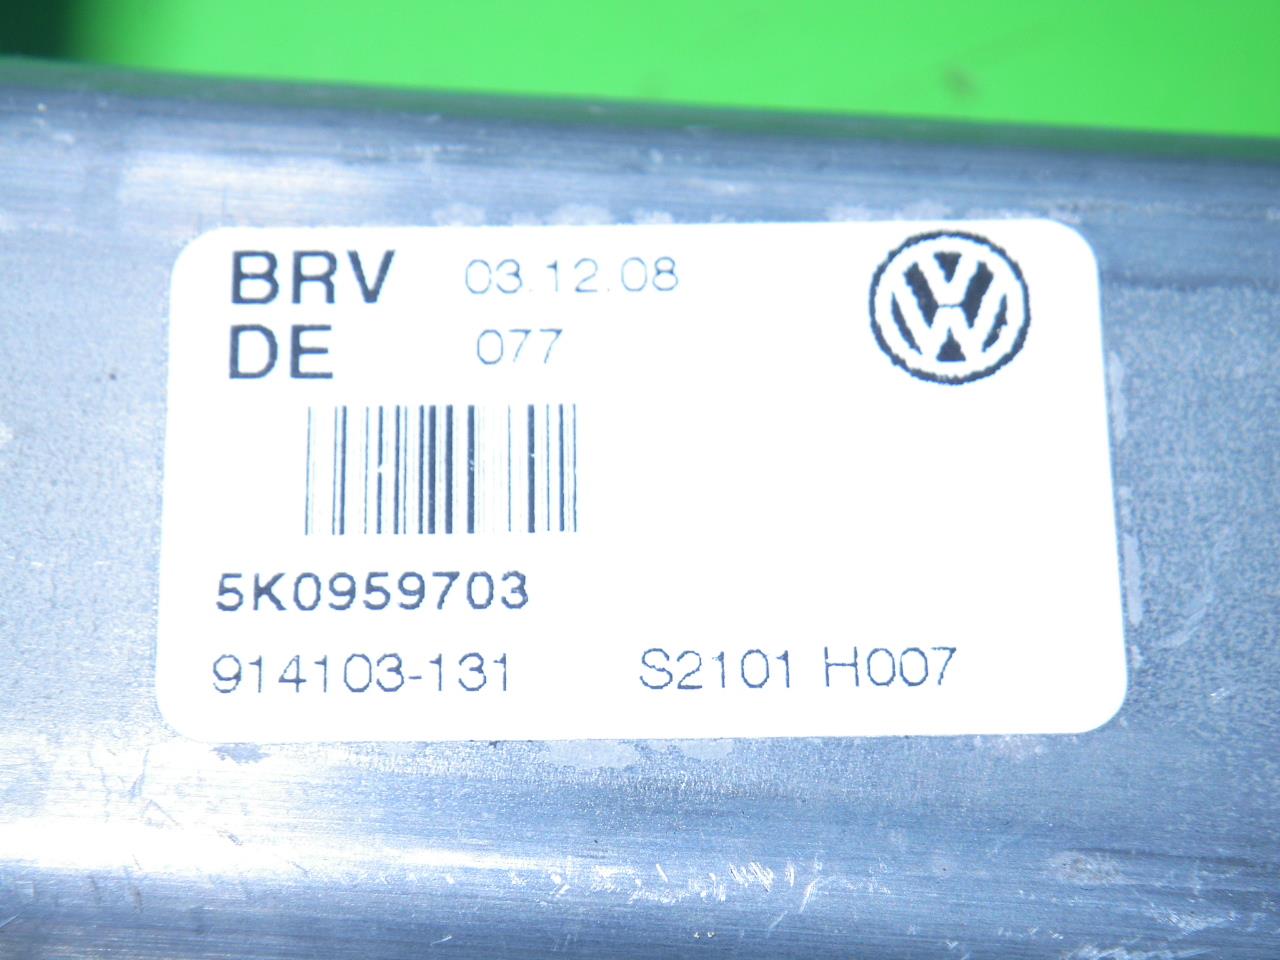 BRV 03.12.08
DE 077
5K0959703
914103-131 S2101 H007